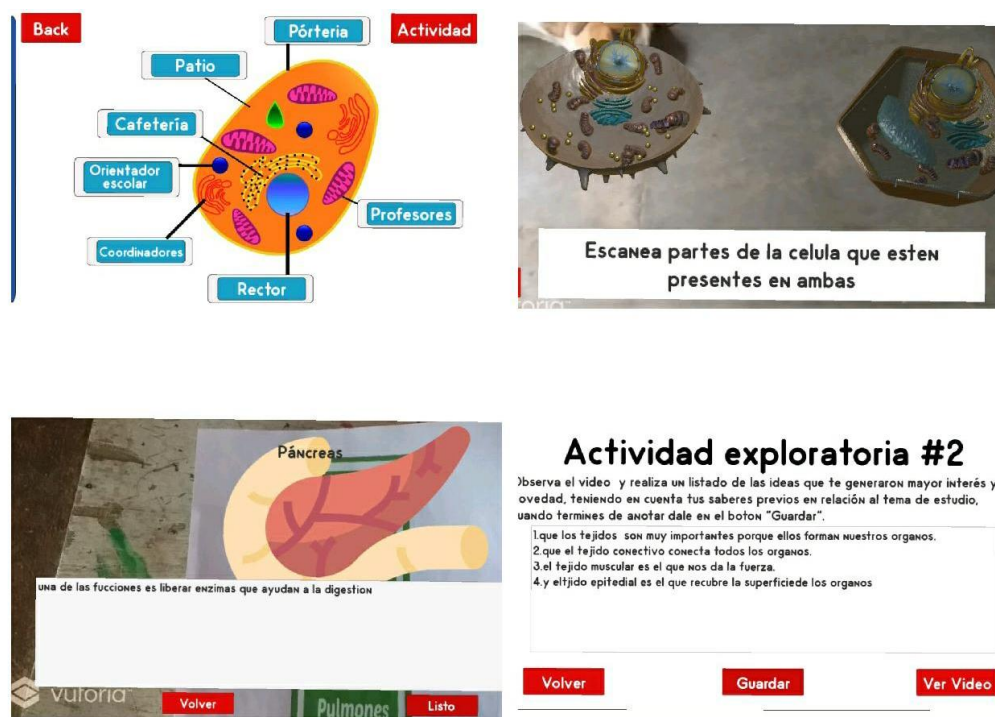 Back
Pórteria
Actividad
Patio
Cafetería
Orientador
escolar
Profesores
Coordinadores
Rector
Escanea partes de la celula que esten
presentes en ambas
Páncreas
una de las fucciones es liberar enzimas que ayudan a la digestion
vuforia
Volver
Pulmones
Listo
Actividad exploratoria #2
Observa el video y realiza un listado de las ideas que te generaron mayor interés y
ovedad, teniendo en cuenta tus saberes previos en relación al tema de estudio,
uando termines de anotar dale en el boton "Guardar".
1.que los tejidos son muy importantes porque ellos forman nuestros organos.
2.que el tejido conectivo conecta todos los organos.
3.el tejido muscular es el que nos da la fuerza.
4.y eltjido epitedial es el que recubre la superficiede los organos
Volver
Guardar
Ver Video